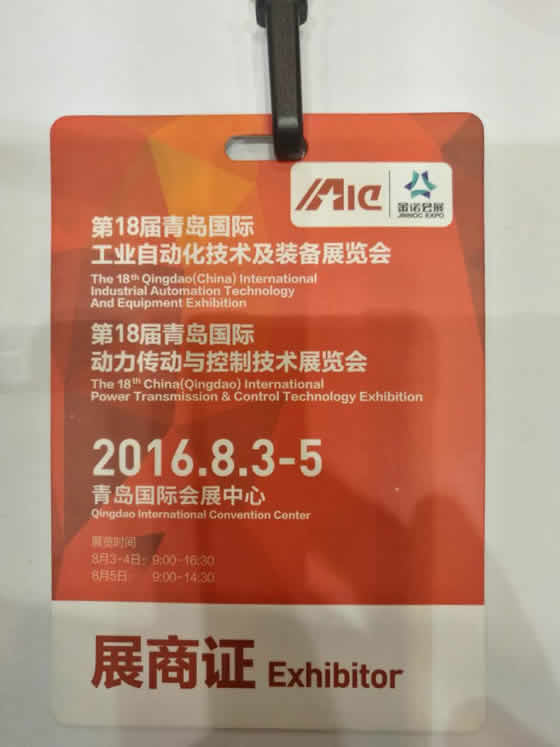 AIC
金诺会展
JINNOC EXPO
第18届青岛国际
工业自动化技术及装备展览会
The 18th Qingdao(China) International
Industrial Automation Technology
And Equipment Exhibition
第18届青岛国际
动力传动与控制技术展览会
The 18th China(Qingdao) International
Power Transmission & Control Technology Exhibition
2016.8.3-5
青岛国际会展中心
Qingdao International Convention Center
展览时间
8月3-4日：9:00-16:30
8月5日： 9:00-14:30
展商证 Exhibitor